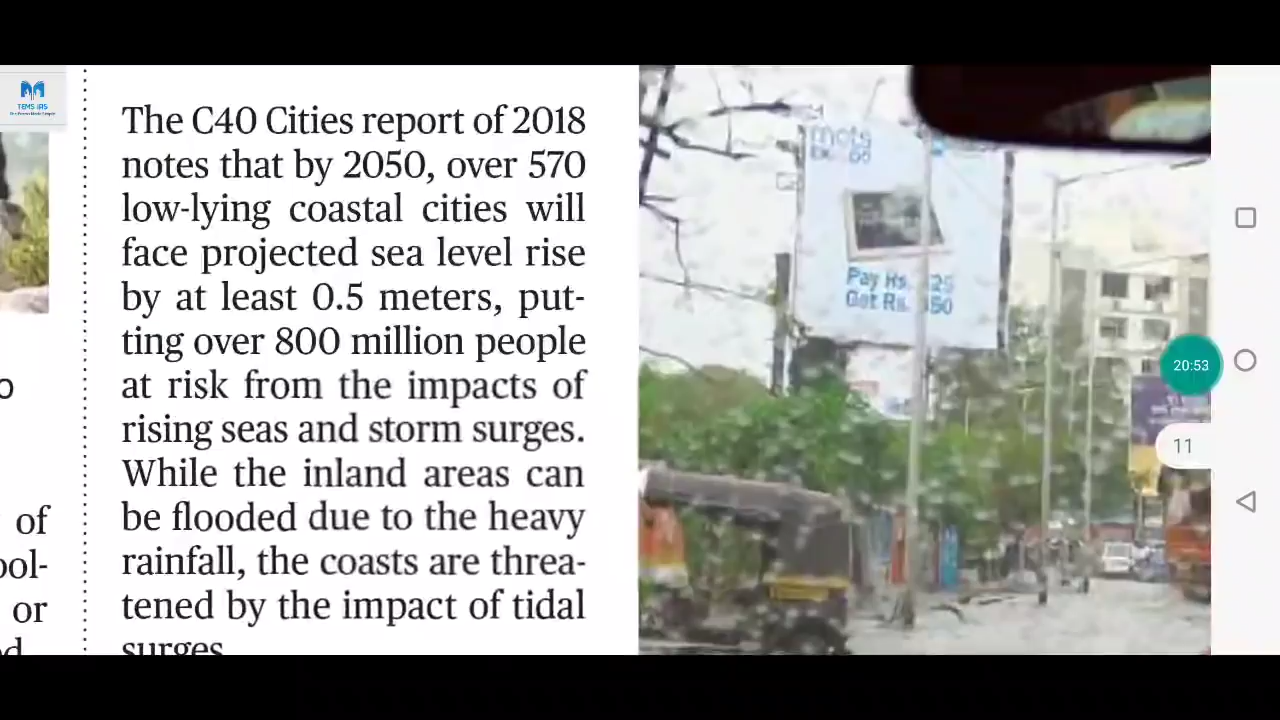 TEMS IAS
The C40 Cities report of 2018
notes that by 2050, over 570
low-lying coastal cities will
face projected sea level rise
by at least 0.5 meters, put-
ting over 800 million people
at risk from the impacts of
rising seas and storm surges.
While the inland areas can
be flooded due to the heavy
rainfall, the coasts are threa-
tened by the impact of tidal
surges
o
of
ool-
or
Pay Rs.
Get Rs.
20:53
11